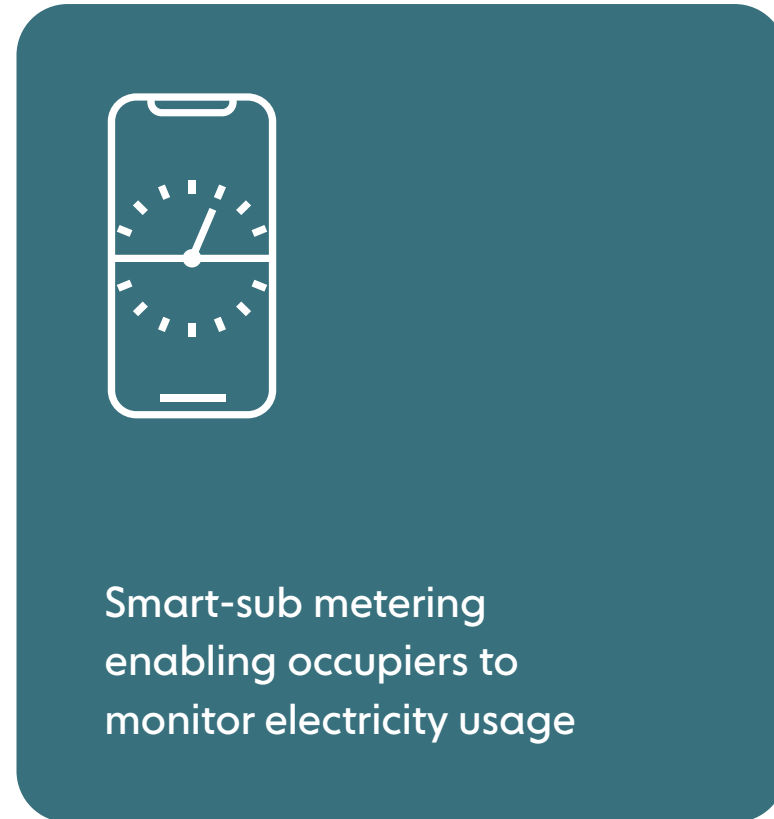 Smart-sub metering
enabling occupiers to
monitor electricity usage